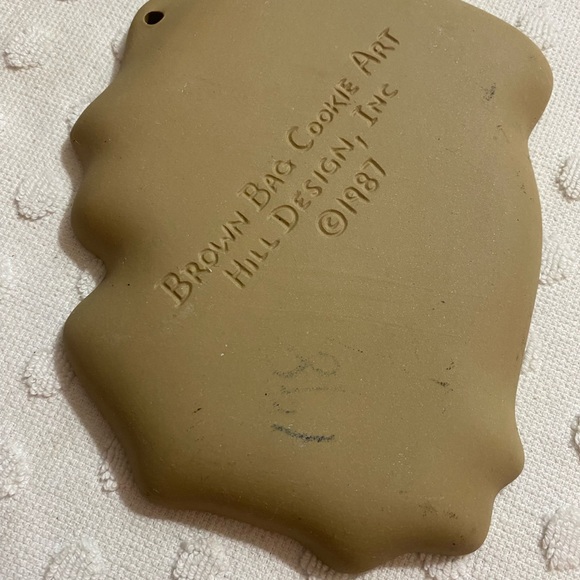 Brown Bag Cookie Art
Hill Design, Inc
©1987